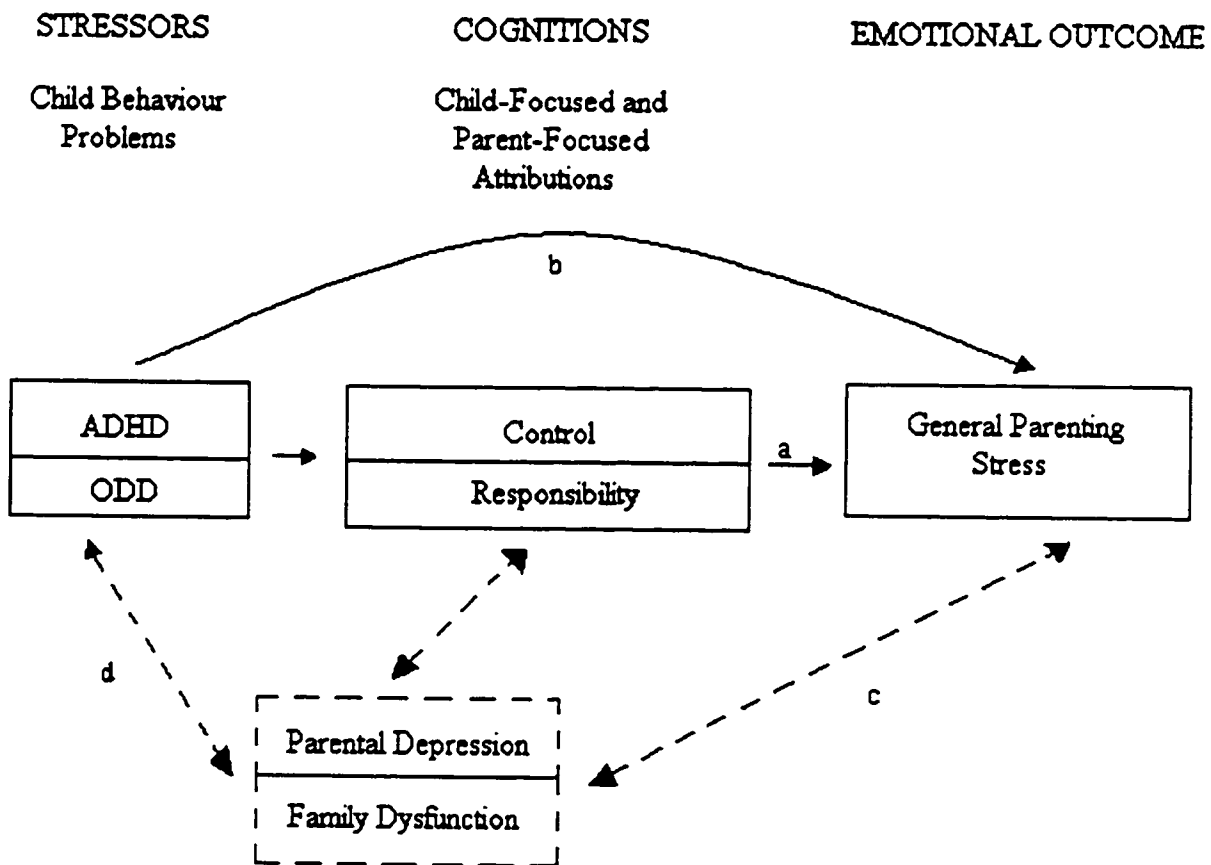 STRESSORS
COGNITIONS
EMOTIONAL OUTCOME
Child Behaviour
Problems
Child-Focused and
Parent-Focused
Attributions
b
ADHD
ODD
Control
Responsibility
a
General Parenting
Stress
d
c
Parental Depression
Family Dysfunction